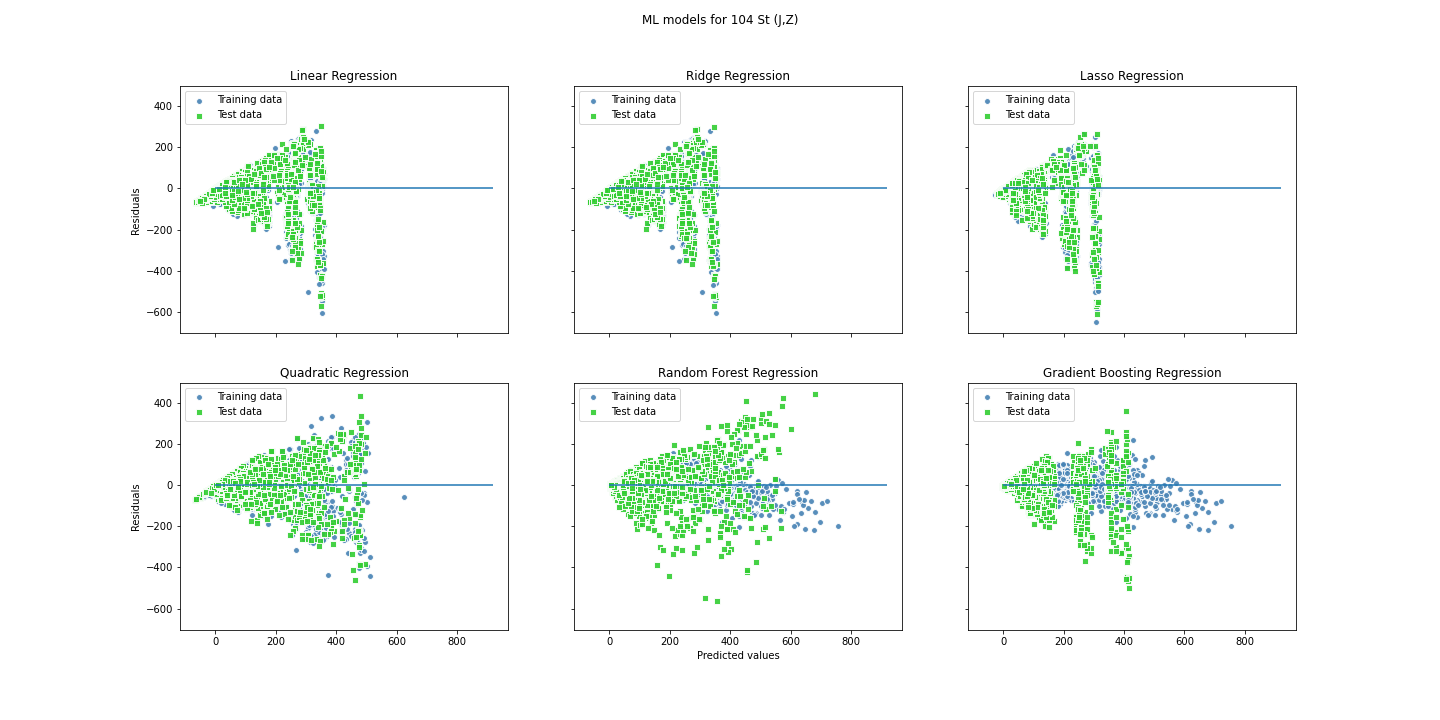 ML models for 104 St (J,Z)
Linear Regression
Ridge Regression
Lasso Regression
Training data
Test data
Training data
Test data
Training data
Test data
400
200
0
−200
−400
−600
Residuals
Quadratic Regression
Random Forest Regression
Gradient Boosting Regression
Training data
Test data
Training data
Test data
Training data
Test data
400
200
0
−200
−400
−600
Residuals
0 200 400 600 800
0 200 400 600 800
0 200 400 600 800
Predicted values